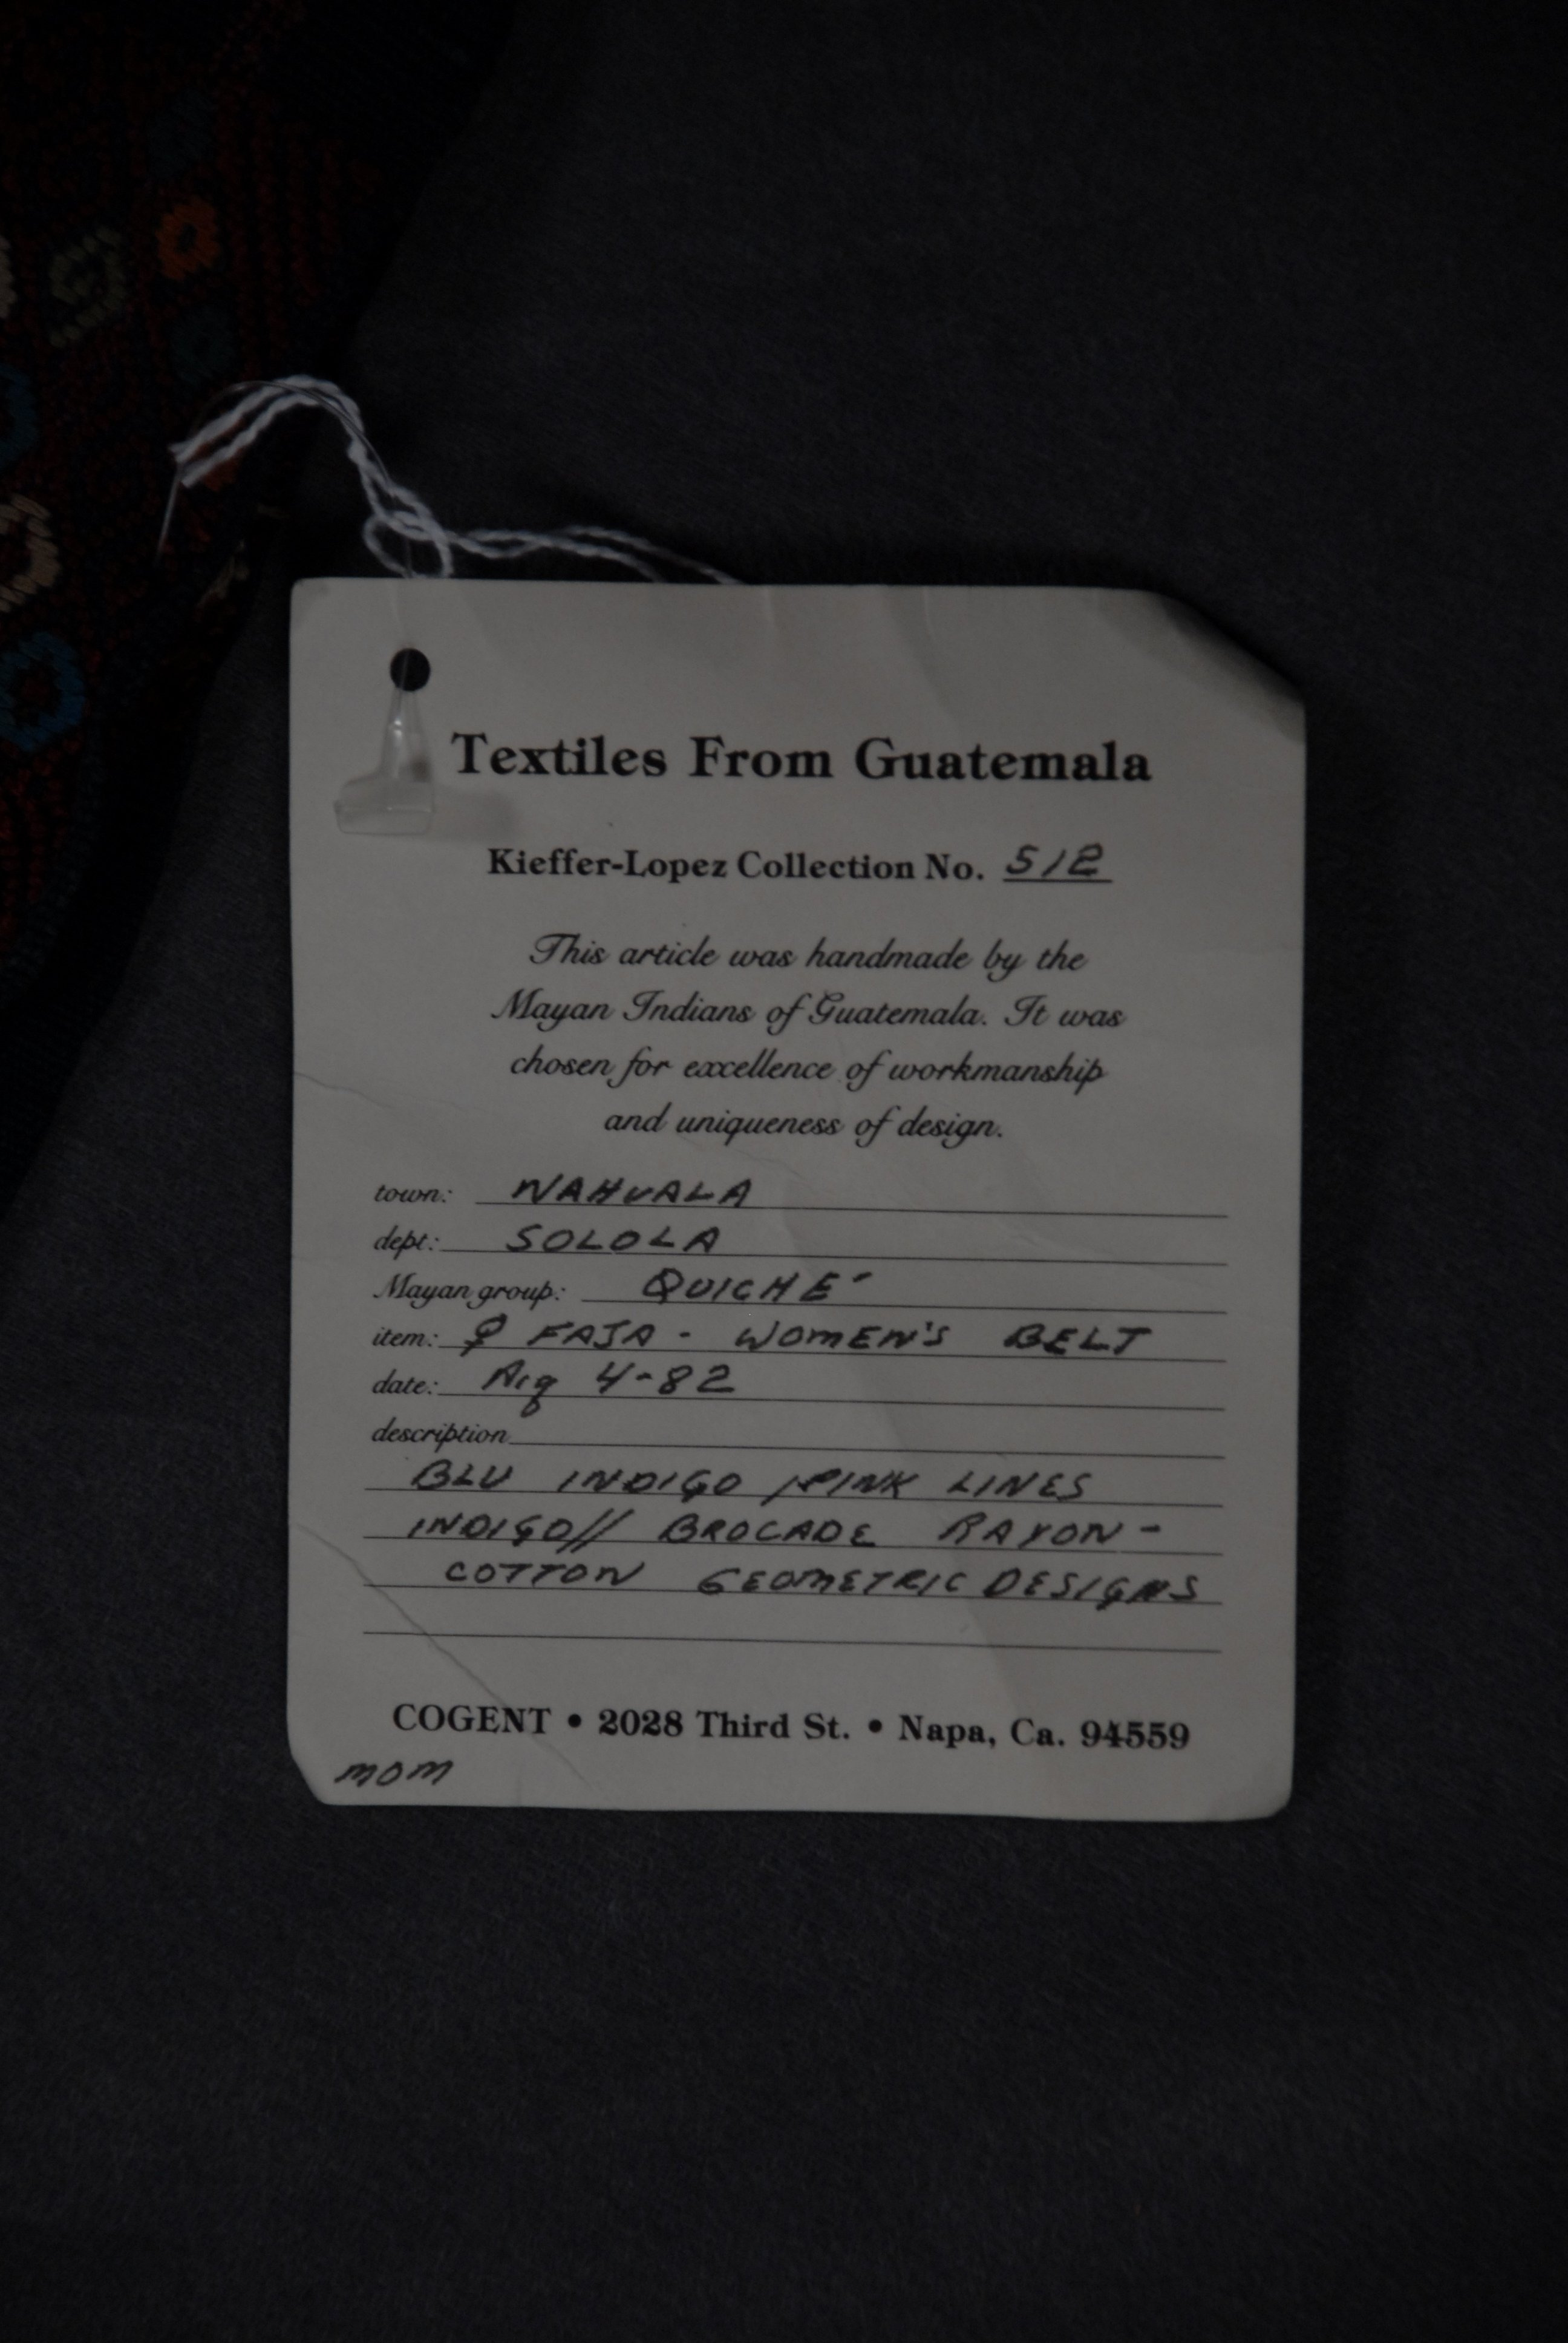 Textiles From Guatemala
Kieffer-Lopez Collection No. 512
This article was handmade by the
Mayan Indians of Guatemala. It was
chosen for excellence of workmanship
and uniqueness of design.
town: NAHUALA
dept: SOLOLA
Mayan group: QUICHE´
item: ♀ FAJA - WOMEN'S BELT
date: Acq 4-82
description
BLU INDIGO / PINK LINES
INDIGO// BROCADE RAYON-
COTTON GEOMETRIC DESIGNS
COGENT • 2028 Third St. • Napa, Ca. 94559
MOM